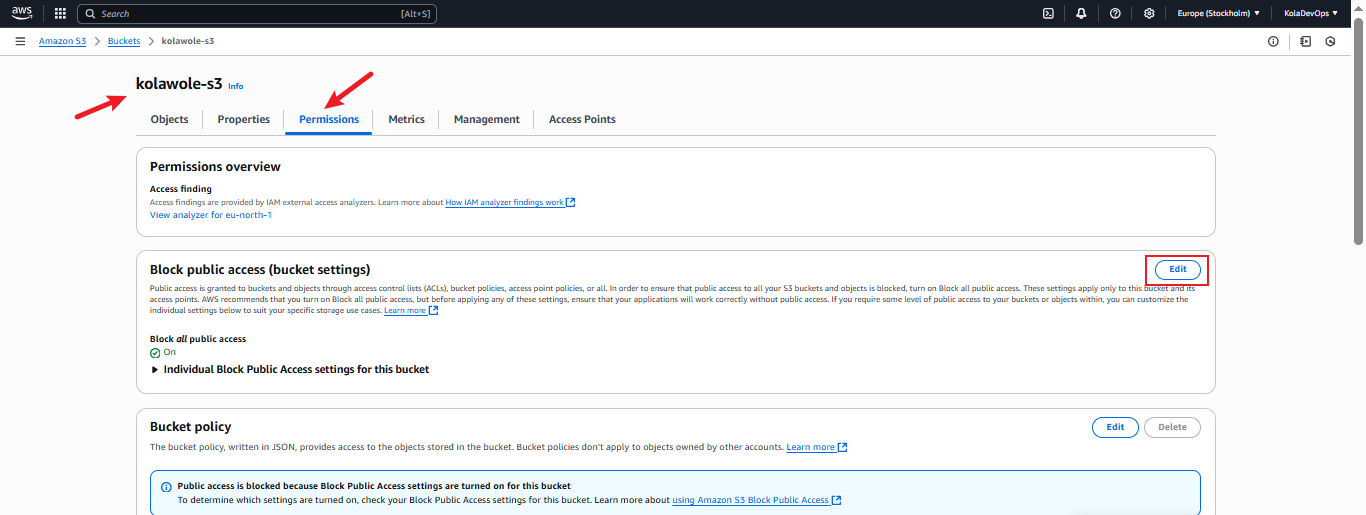 aws
Search
[Alt+S]
Europe (Stockholm) ▼
KolaDevOps ▼
Amazon S3 > Buckets > kolawole-s3
kolawole-s3 Info
Objects
Properties
Permissions
Metrics
Management
Access Points
Permissions overview
Access finding
Access findings are provided by IAM external access analyzers. Learn more about How IAM analyzer findings work
View analyzer for eu-north-1
Block public access (bucket settings)
Edit
Public access is granted to buckets and objects through access control lists (ACLs), bucket policies, access point policies, or all. In order to ensure that public access to all your S3 buckets and objects is blocked, turn on Block all public access. These settings apply only to this bucket and its
access points. AWS recommends that you turn on Block all public access, but before applying any of these settings, ensure that your applications will work correctly without public access. If you require some level of public access to your buckets or objects within, you can customize the
individual settings below to suit your specific storage use cases. Learn more
Block all public access
On
Individual Block Public Access settings for this bucket
Bucket policy
Edit
Delete
The bucket policy, written in JSON, provides access to the objects stored in the bucket. Bucket policies don't apply to objects owned by other accounts. Learn more
Public access is blocked because Block Public Access settings are turned on for this bucket
To determine which settings are turned on, check your Block Public Access settings for this bucket. Learn more about using Amazon S3 Block Public Access